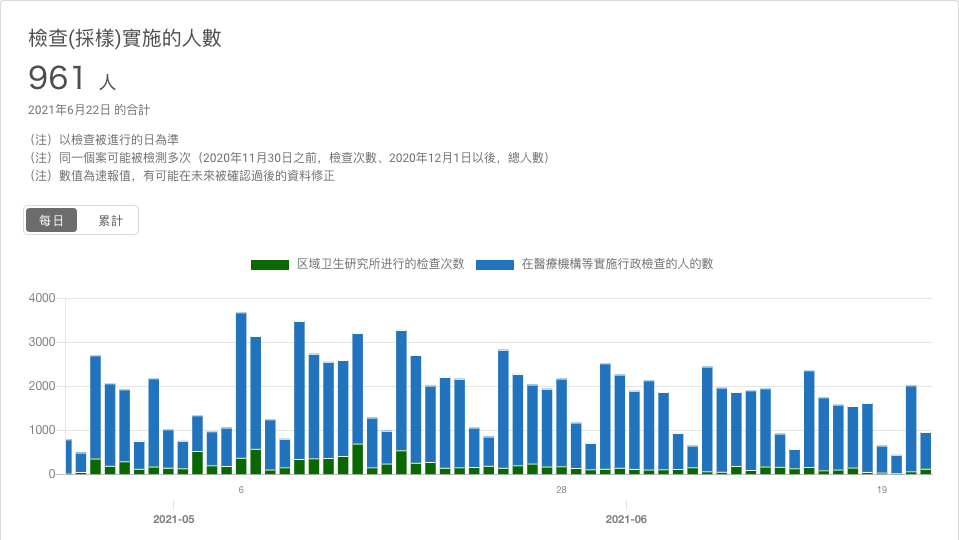 檢查(採樣)實施的人數
961 人
2021年6月22日 的合計
（注）以檢查被進行的日為準
（注）同一個案可能被檢測多次（2020年11月30日之前，檢查次數、2020年12月1日以後，總人數）
（注）數值為速報值，有可能在未來被確認過後的資料修正
每日 累計
区域卫生研究所进行的检查次数 在醫療機構等實施行政檢查的人的數
4000
3000
2000
1000
0
6 28 19
2021-05 2021-06